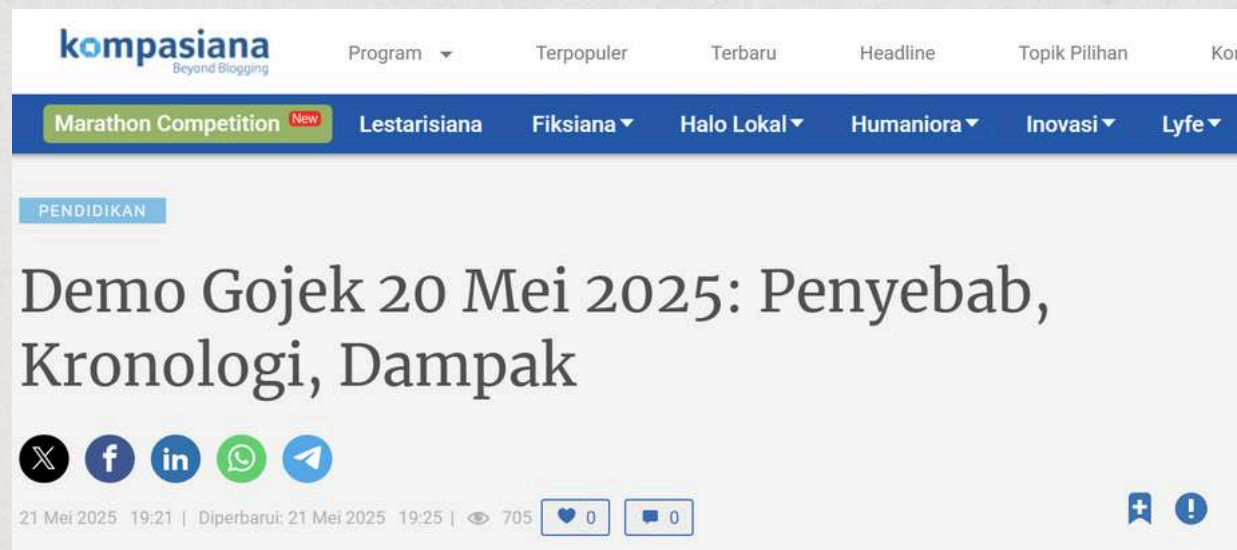 kompasiana
Beyond Blogging
Program Terpopuler Terbaru Headline Topik Pilihan
Marathon Competition New Lestarisiana Fiksiana Halo Lokal Humaniora Inovasi Lyfe
PENDIDIKAN
Demo Gojek 20 Mei 2025: Penyebab,
Kronologi, Dampak
21 Mei 2025 19:21 | Diperbarui: 21 Mei 2025 19:25 | 705 0 0